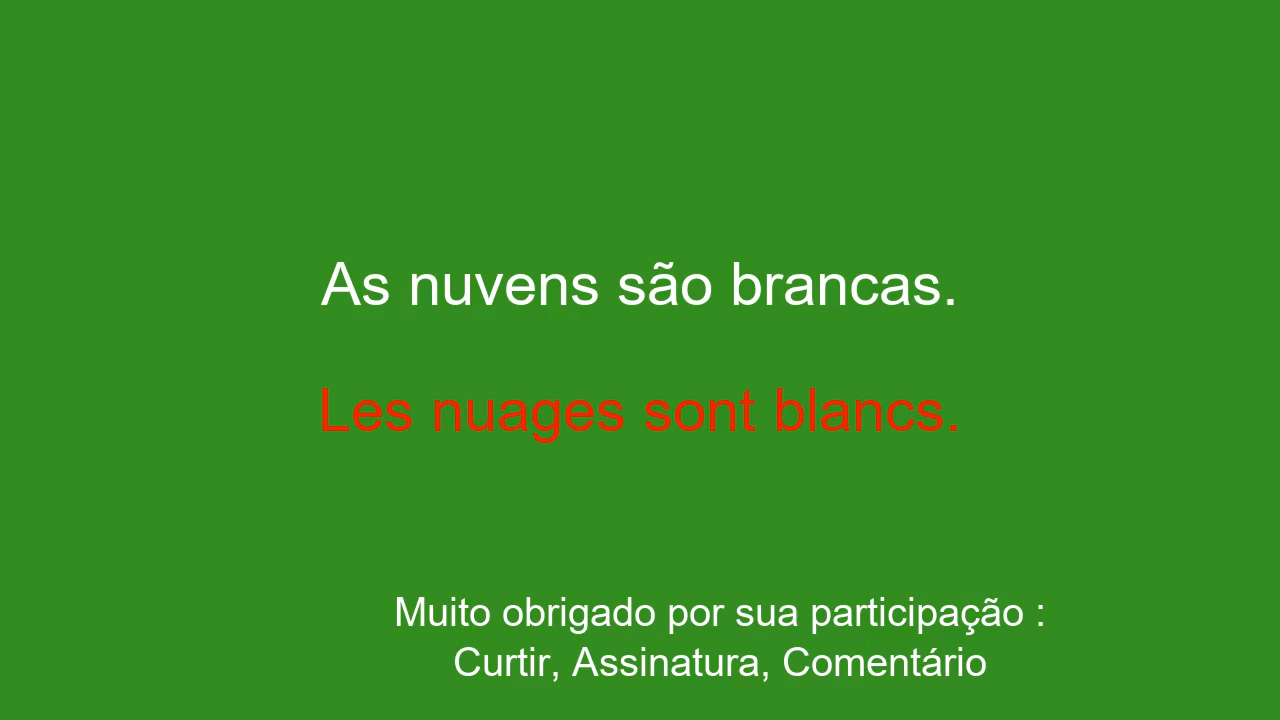 As nuvens são brancas.
Les nuages sont blancs.
Muito obrigado por sua participação :
Curtir, Assinatura, Comentário